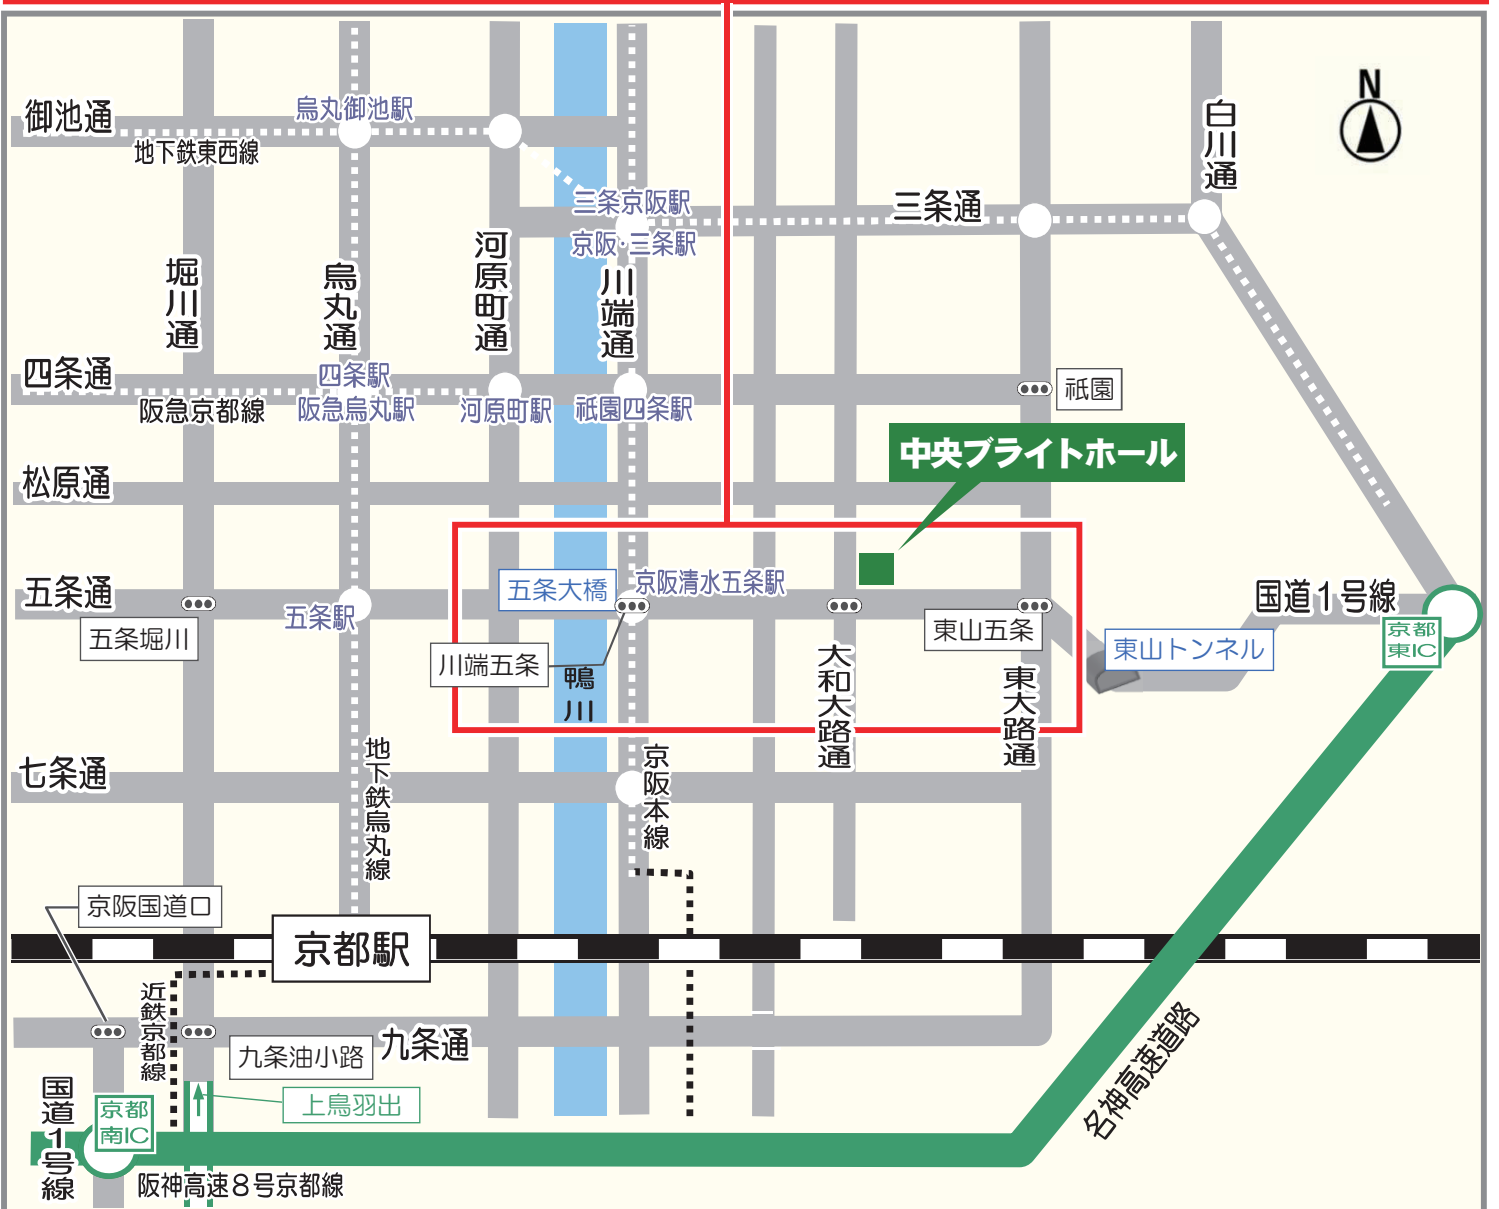 N
御池通
烏丸御池駅
地下鉄東西線
白川通
三条京阪駅
三条通
京阪・三条駅
堀川通
烏丸通
河原町通
川端通
四条通
四条駅
阪急京都線
阪急烏丸駅
河原町駅
祇園四条駅
祇園
中央ブライトホール
松原通
五条通
五条堀川
五条駅
五条大橋
京阪清水五条駅
川端五条
鴨川
東山五条
大和大路通
東大路通
東山トンネル
国道1号線
京都
東IC
七条通
地下鉄烏丸線
京阪本線
京阪国道口
京都駅
近鉄京都線
九条油小路
九条通
上鳥羽出
国道1号線
京都
南IC
阪神高速8号京都線
名神高速道路